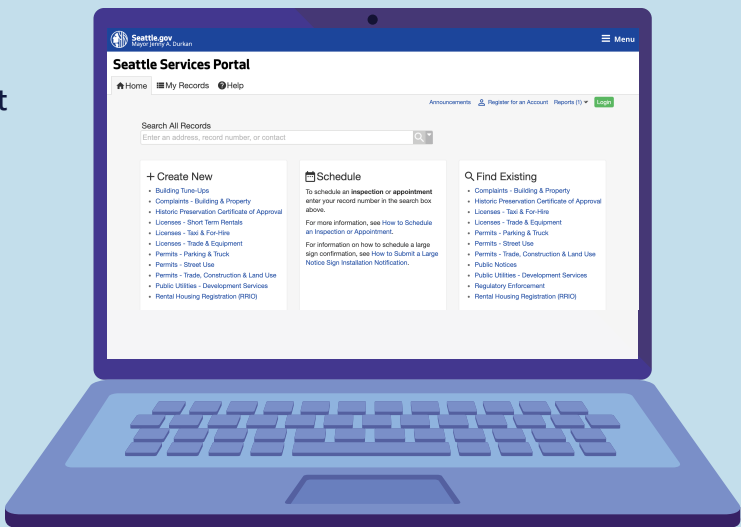 t
Seattle.gov
Mayor Jenny A. Durkan
Menu
Seattle Services Portal
Home My Records Help
Announcements Register for an Account Reports (1) Login
Search All Records
Enter an address, record number, or contact
Create New
Building Tune-Ups
Complaints - Building & Property
Historic Preservation Certificate of Approval
Licenses - Short Term Rentals
Licenses - Taxi & For-Hire
Licenses - Trade & Equipment
Permits - Parking & Truck
Permits - Street Use
Permits - Trade, Construction & Land Use
Public Utilities - Development Services
Rental Housing Registration (RRIO)
Schedule
To schedule an inspection or appointment
enter your record number in the search box
above.
For more information, see How to Schedule
an Inspection or Appointment.
For information on how to schedule a large
sign confirmation, see How to Submit a Large
Notice Sign Installation Notification.
Find Existing
Complaints - Building & Property
Historic Preservation Certificate of Approval
Licenses - Taxi & For-Hire
Licenses - Trade & Equipment
Permits - Parking & Truck
Permits - Street Use
Permits - Trade, Construction & Land Use
Public Notices
Public Utilities - Development Services
Regulatory Enforcement
Rental Housing Registration (RRIO)